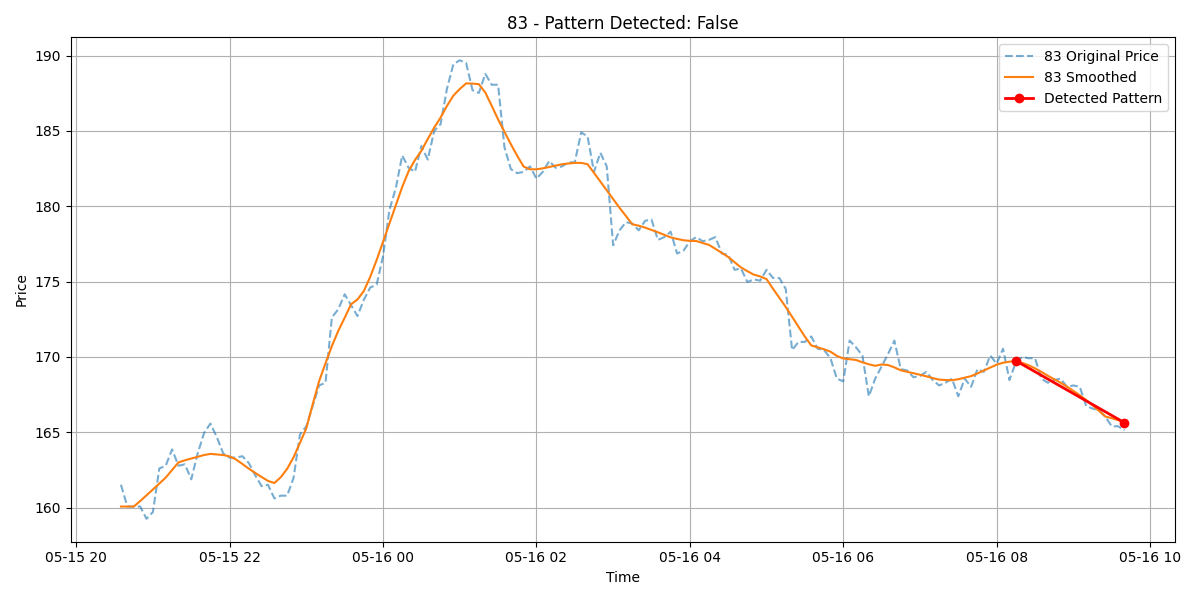 83 - Pattern Detected: False
83 Original Price
83 Smoothed
Detected Pattern
Price
190
185
180
175
170
165
160
05-15 20
05-15 22
05-16 00
05-16 02
05-16 04
05-16 06
05-16 08
05-16 10
Time